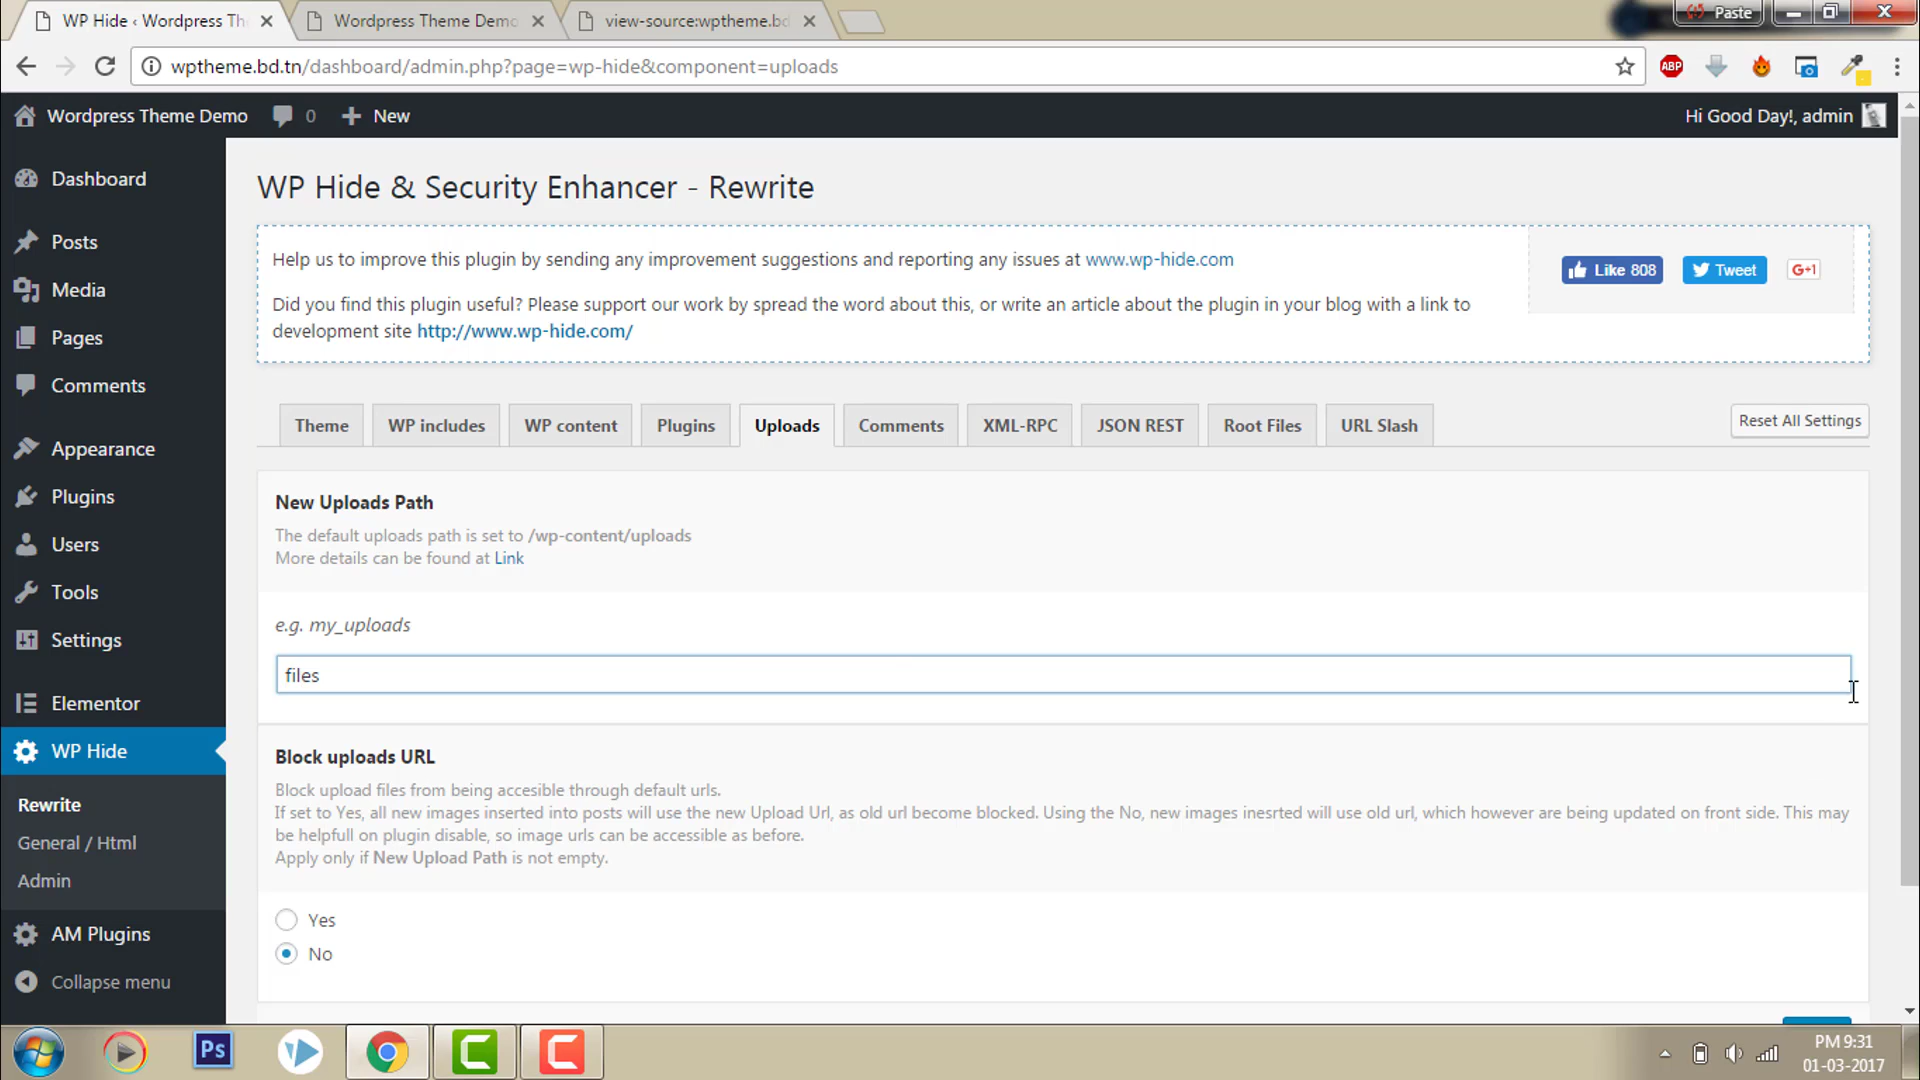 WP Hide ‹ Wordpress Th
Wordpress Theme Demo
view-source:wptheme.bd
Paste
wptheme.bd.tn/dashboard/admin.php?page=wp-hide&component=uploads
ABP
Wordpress Theme Demo
0
New
Hi Good Day!, admin
Dashboard
Posts
Media
Pages
Comments
Appearance
Plugins
Users
Tools
Settings
Elementor
WP Hide
Rewrite
General / Html
Admin
AM Plugins
Collapse menu
WP Hide & Security Enhancer - Rewrite
Help us to improve this plugin by sending any improvement suggestions and reporting any issues at www.wp-hide.com
Did you find this plugin useful? Please support our work by spread the word about this, or write an article about the plugin in your blog with a link to
development site http://www.wp-hide.com/
Like 808
Tweet
G+1
Theme
WP includes
WP content
Plugins
Uploads
Comments
XML-RPC
JSON REST
Root Files
URL Slash
Reset All Settings
New Uploads Path
The default uploads path is set to /wp-content/uploads
More details can be found at Link
e.g. my_uploads
files
Block uploads URL
Block upload files from being accesible through default urls.
If set to Yes, all new images inserted into posts will use the new Upload Url, as old url become blocked. Using the No, new images inesrted will use old url, which however are being updated on front side. This may
be helpfull on plugin disable, so image urls can be accessible as before.
Apply only if New Upload Path is not empty.
Yes
No
Ps
PM 9:31
01-03-2017